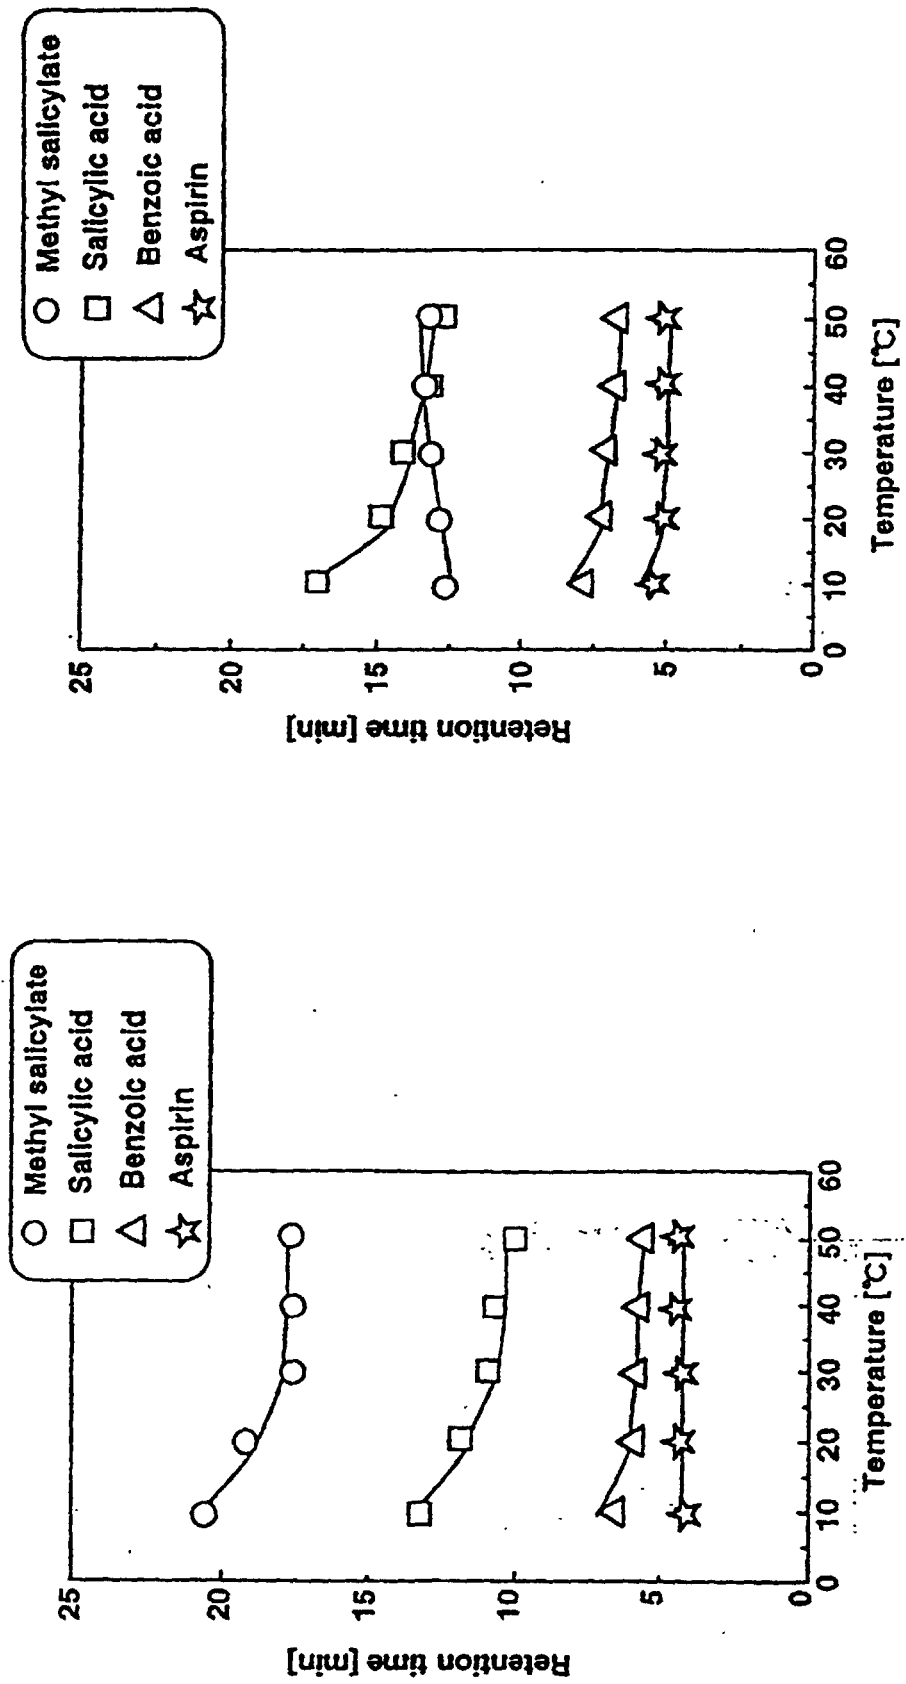 Methyl salicylate
Salicylic acid
Benzoic acid
Aspirin
25
20
15
10
5
0
Retention time [min]
0 10 20 30 40 50 60
Temperature [℃]
Methyl salicylate
Salicylic acid
Benzoic acid
Aspirin
25
20
15
10
5
0
Retention time [min]
0 10 20 30 40 50 60
Temperature [℃]